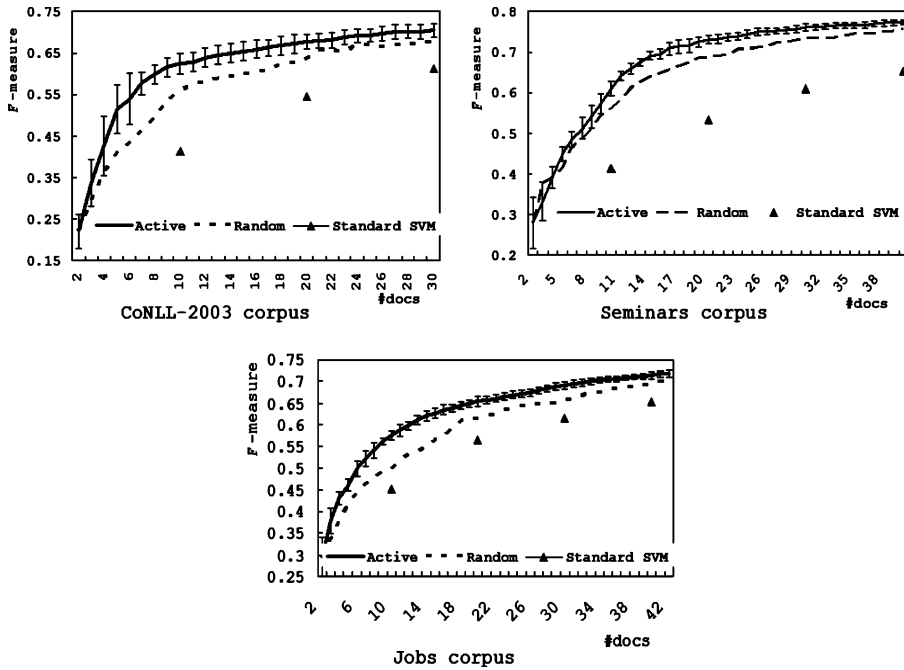 0.75
0.65
0.55
0.45
0.35
0.25
0.15
F-measure
Active Random Standard SVM
2 4 6 8 10 12 14 16 18 20 22 24 26 28 30
#docs
CoNLL-2003 corpus
0.8
0.7
0.6
0.5
0.4
0.3
0.2
F-measure
Active Random Standard SVM
2 5 8 11 14 17 20 23 26 29 32 35 38
#docs
Seminars corpus
0.75
0.7
0.65
0.6
0.55
0.5
0.45
0.4
0.35
0.3
0.25
F-measure
Active Random Standard SVM
2 6 10 14 18 22 26 30 34 38 42
#docs
Jobs corpus